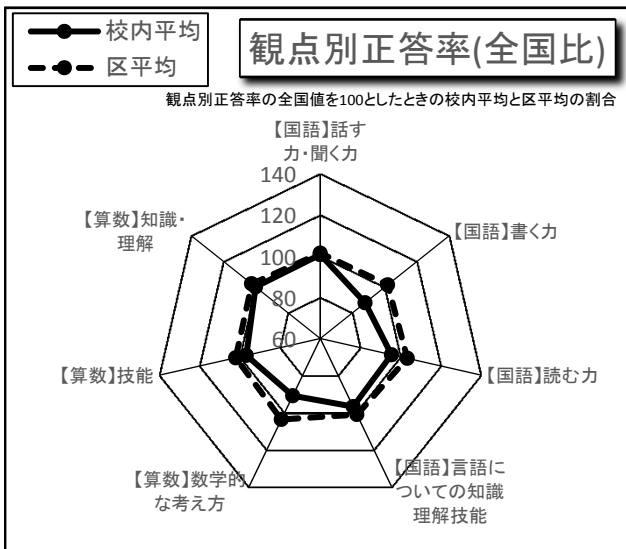 校内平均
区平均
観点別正答率(全国比)
観点別正答率の全国値を100としたときの校内平均と区平均の割合
【国語】話す
力・聞く力
【国語】書く力
【国語】読む力
【国語】言語に
ついての知識
理解技能
【算数】数学的
な考え方
【算数】技能
【算数】知識・
理解
140
120
100
80
60